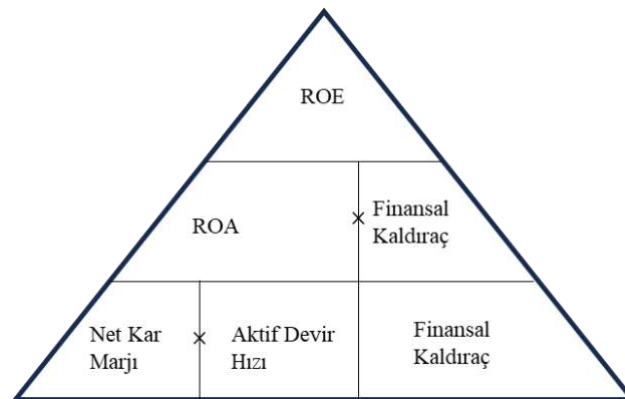 ROE
ROA
×
Finansal
Kaldıraç
Net Kar
Marjı
×
Aktif Devir
Hızı
Finansal
Kaldıraç